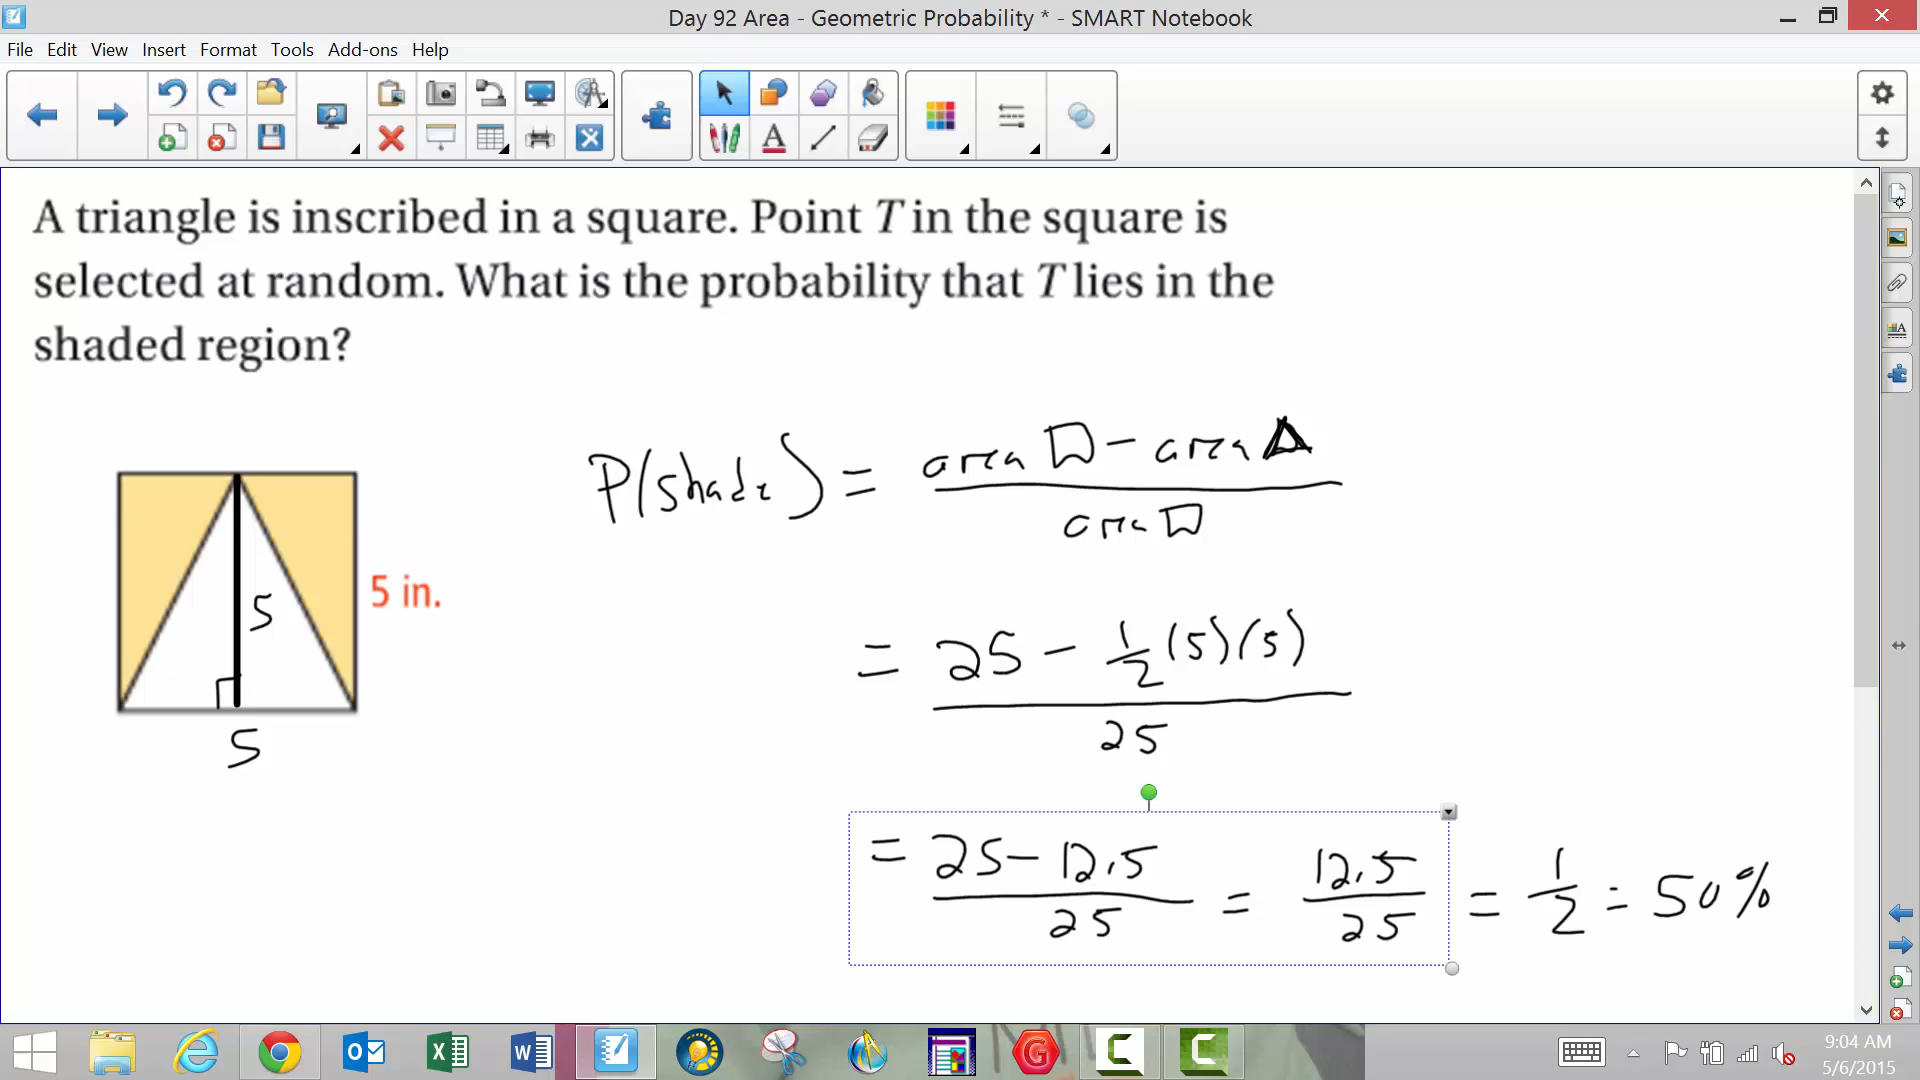 Day 92 Area - Geometric Probability * - SMART Notebook
File Edit View Insert Format Tools Add-ons Help
A triangle is inscribed in a square. Point T in the square is
selected at random. What is the probability that T lies in the
shaded region?
P(shade) = area □ - area △
area □
5 in.
5
5
= 25 - 1/2 (5)(5)
25
= 25 - 12.5 = 12.5 = 1/2 = 50%
25 25
9:04 AM
5/6/2015